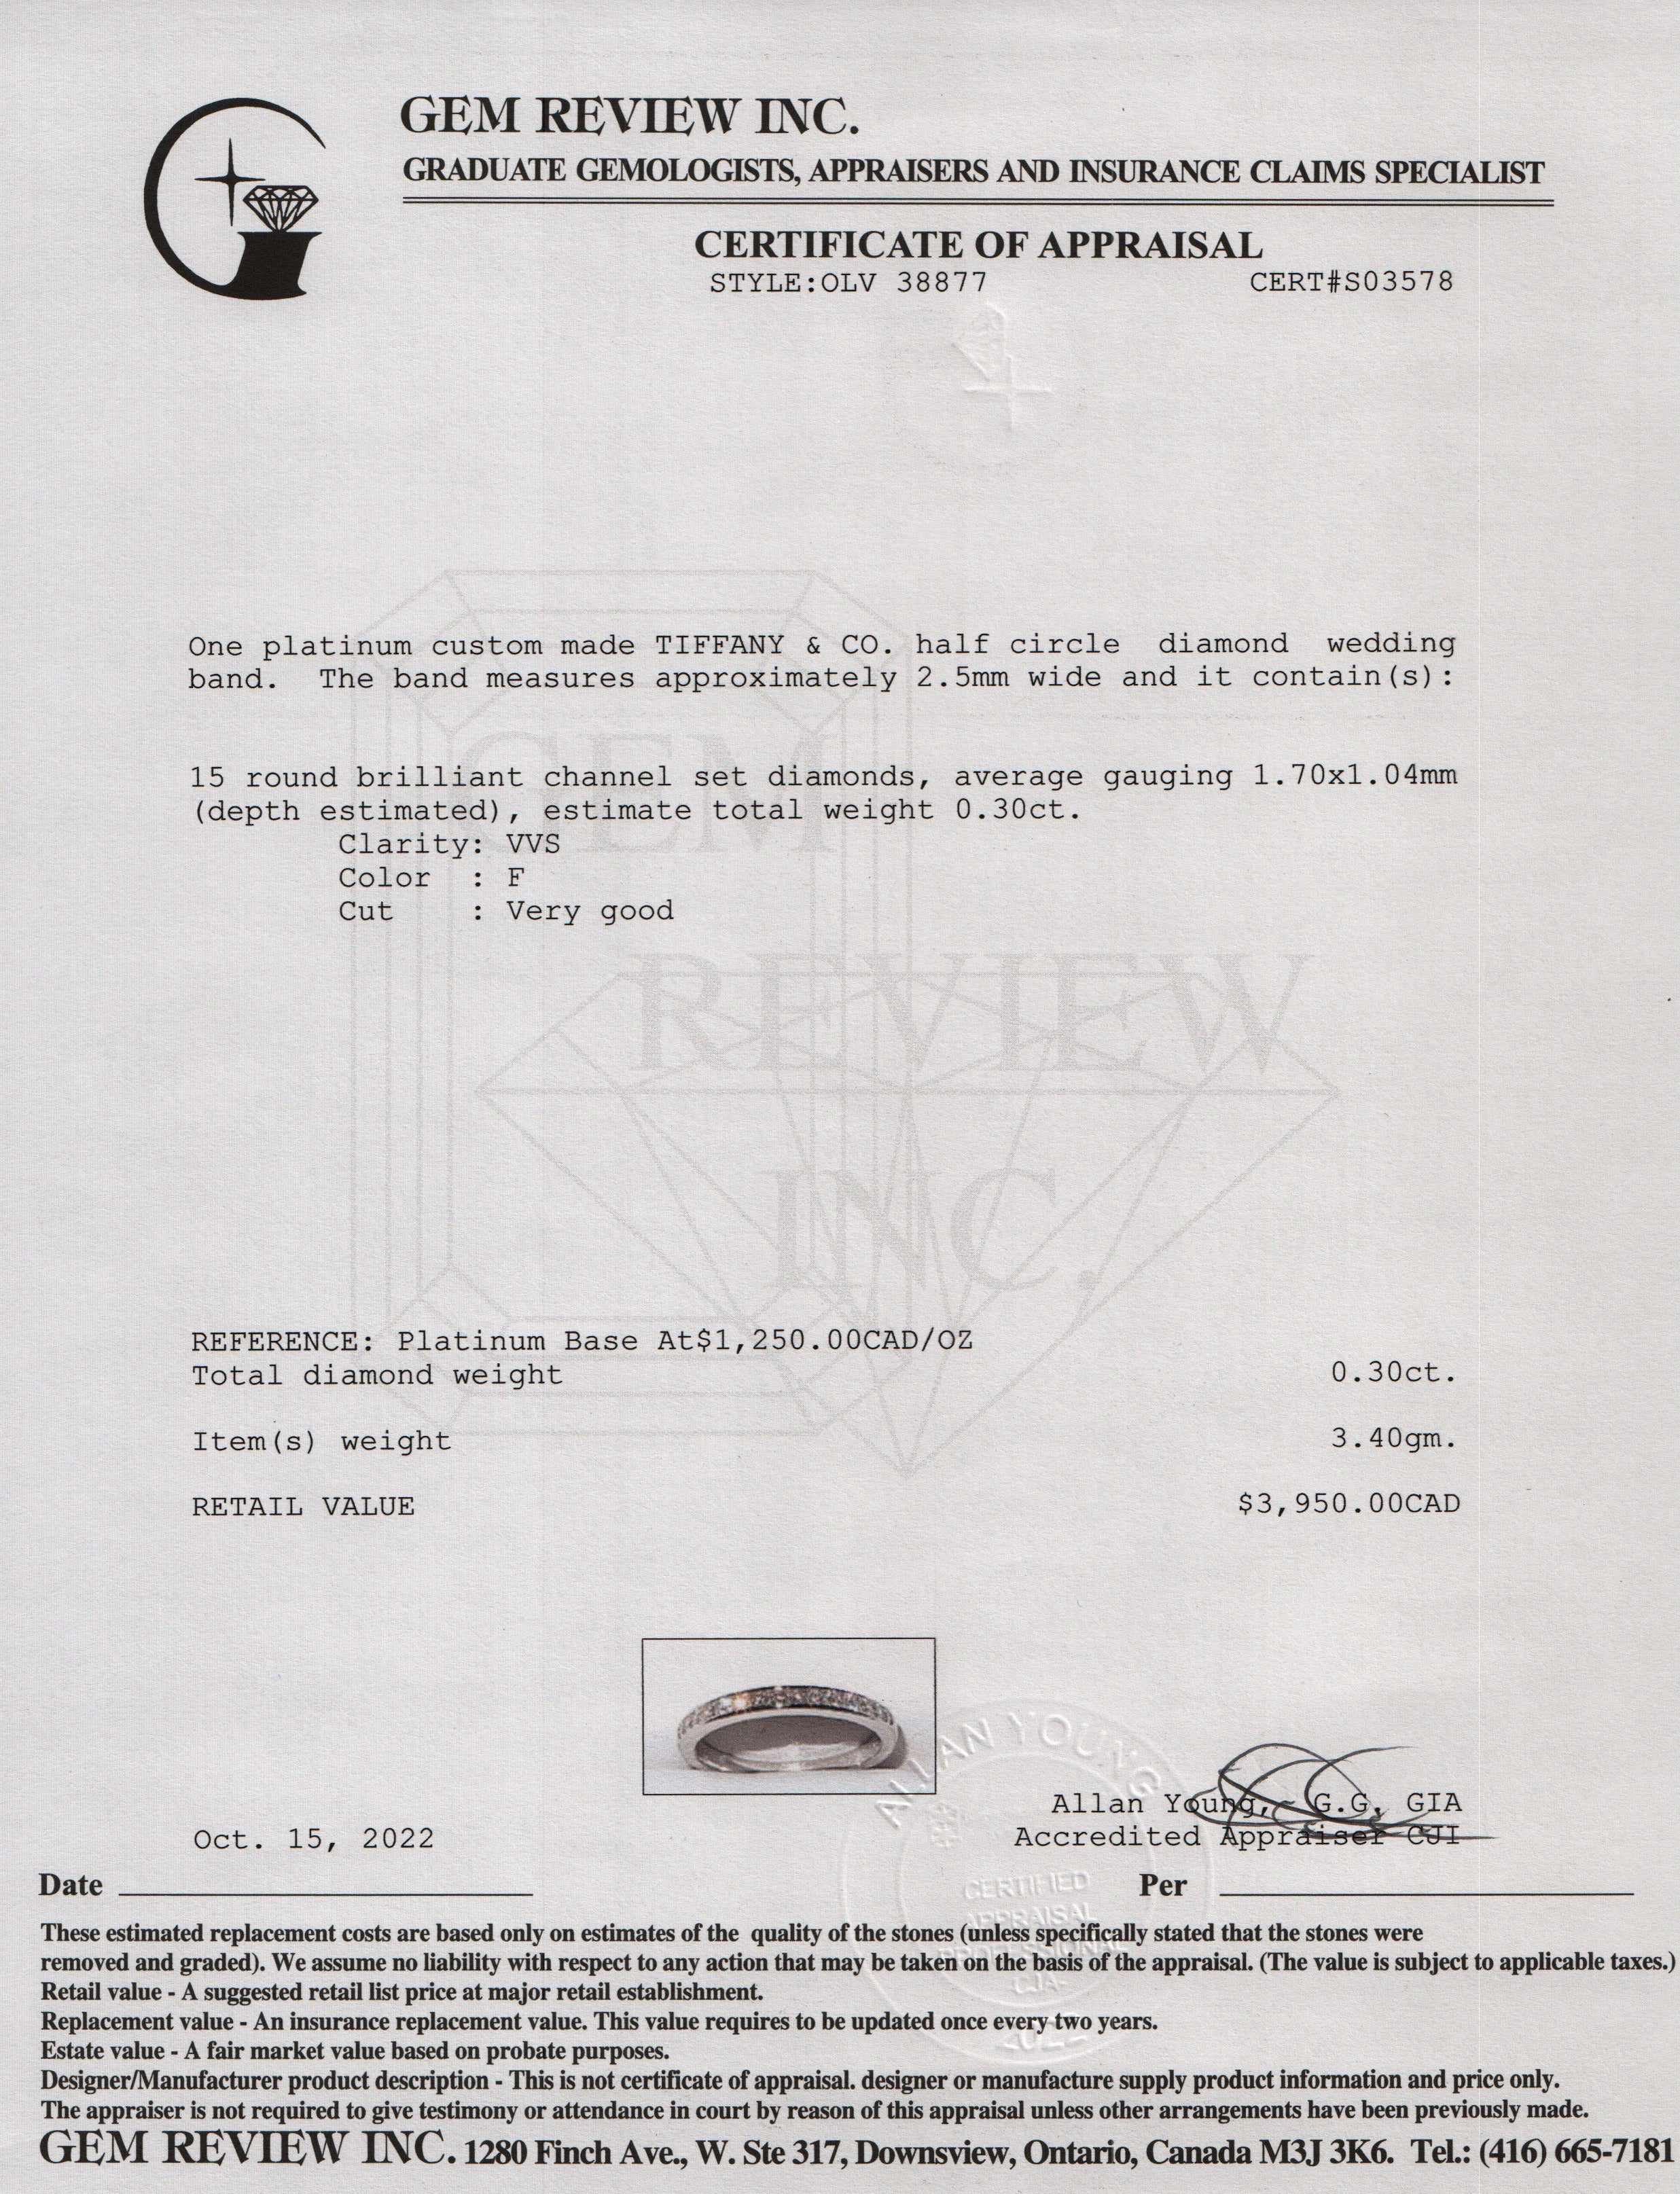 GEM REVIEW INC.
GRADUATE GEMOLOGISTS, APPRAISERS AND INSURANCE CLAIMS SPECIALIST
CERTIFICATE OF APPRAISAL
STYLE:OLV 38877 CERT#S03578
One platinum custom made TIFFANY & CO. half circle diamond wedding
band. The band measures approximately 2.5mm wide and it contain(s):
GEM
15 round brilliant channel set diamonds, average gauging 1.70x1.04mm
(depth estimated), estimate total weight 0.30ct.
Clarity: VVS
Color : F
Cut : Very good
REVIEW
INC.
REFERENCE: Platinum Base At$1,250.00CAD/OZ
Total diamond weight 0.30ct.
Item(s) weight 3.40gm.
RETAIL VALUE $3,950.00CAD
ALLAN YOUNG
Allan Young, G.G. GIA
Oct. 15, 2022 Accredited Appraiser CJI
CERTIFIED
APPRAISAL
PROFESSIONAL
2022
Date Per
These estimated replacement costs are based only on estimates of the quality of the stones (unless specifically stated that the stones were
removed and graded). We assume no liability with respect to any action that may be taken on the basis of the appraisal. (The value is subject to applicable taxes.)
Retail value - A suggested retail list price at major retail establishment.
Replacement value - An insurance replacement value. This value requires to be updated once every two years.
Estate value - A fair market value based on probate purposes.
Designer/Manufacturer product description - This is not certificate of appraisal. designer or manufacture supply product information and price only.
The appraiser is not required to give testimony or attendance in court by reason of this appraisal unless other arrangements have been previously made.
GEM REVIEW INC. 1280 Finch Ave., W. Ste 317, Downsview, Ontario, Canada M3J 3K6. Tel.: (416) 665-7181